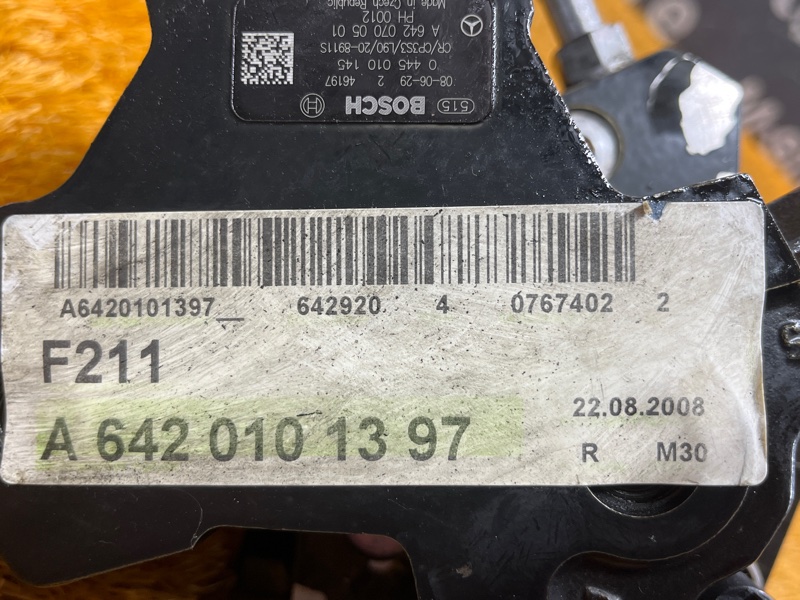 Made in Czech Republic
PH 0012
A 642 070 05 01
CR/CP3S3/L90/20-8911S
0 445 010 145
08-06-29 2 46197
BOSCH 515
A6420101397_ 642920 4 0767402 2
F211
22.08.2008
A 642 010 13 97
R M30